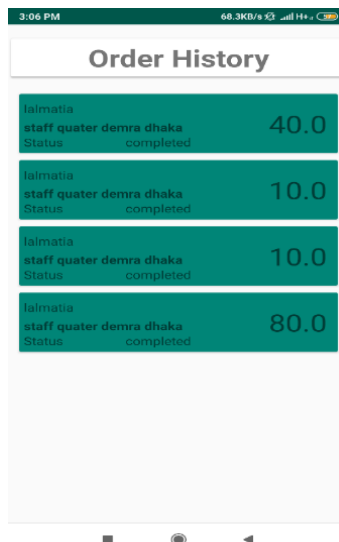 3:06 PM 68.3KB/s H+
Order History
lalmatia
staff quater demra dhaka 40.0
Status completed
lalmatia
staff quater demra dhaka 10.0
Status completed
lalmatia
staff quater demra dhaka 10.0
Status completed
lalmatia
staff quater demra dhaka 80.0
Status completed